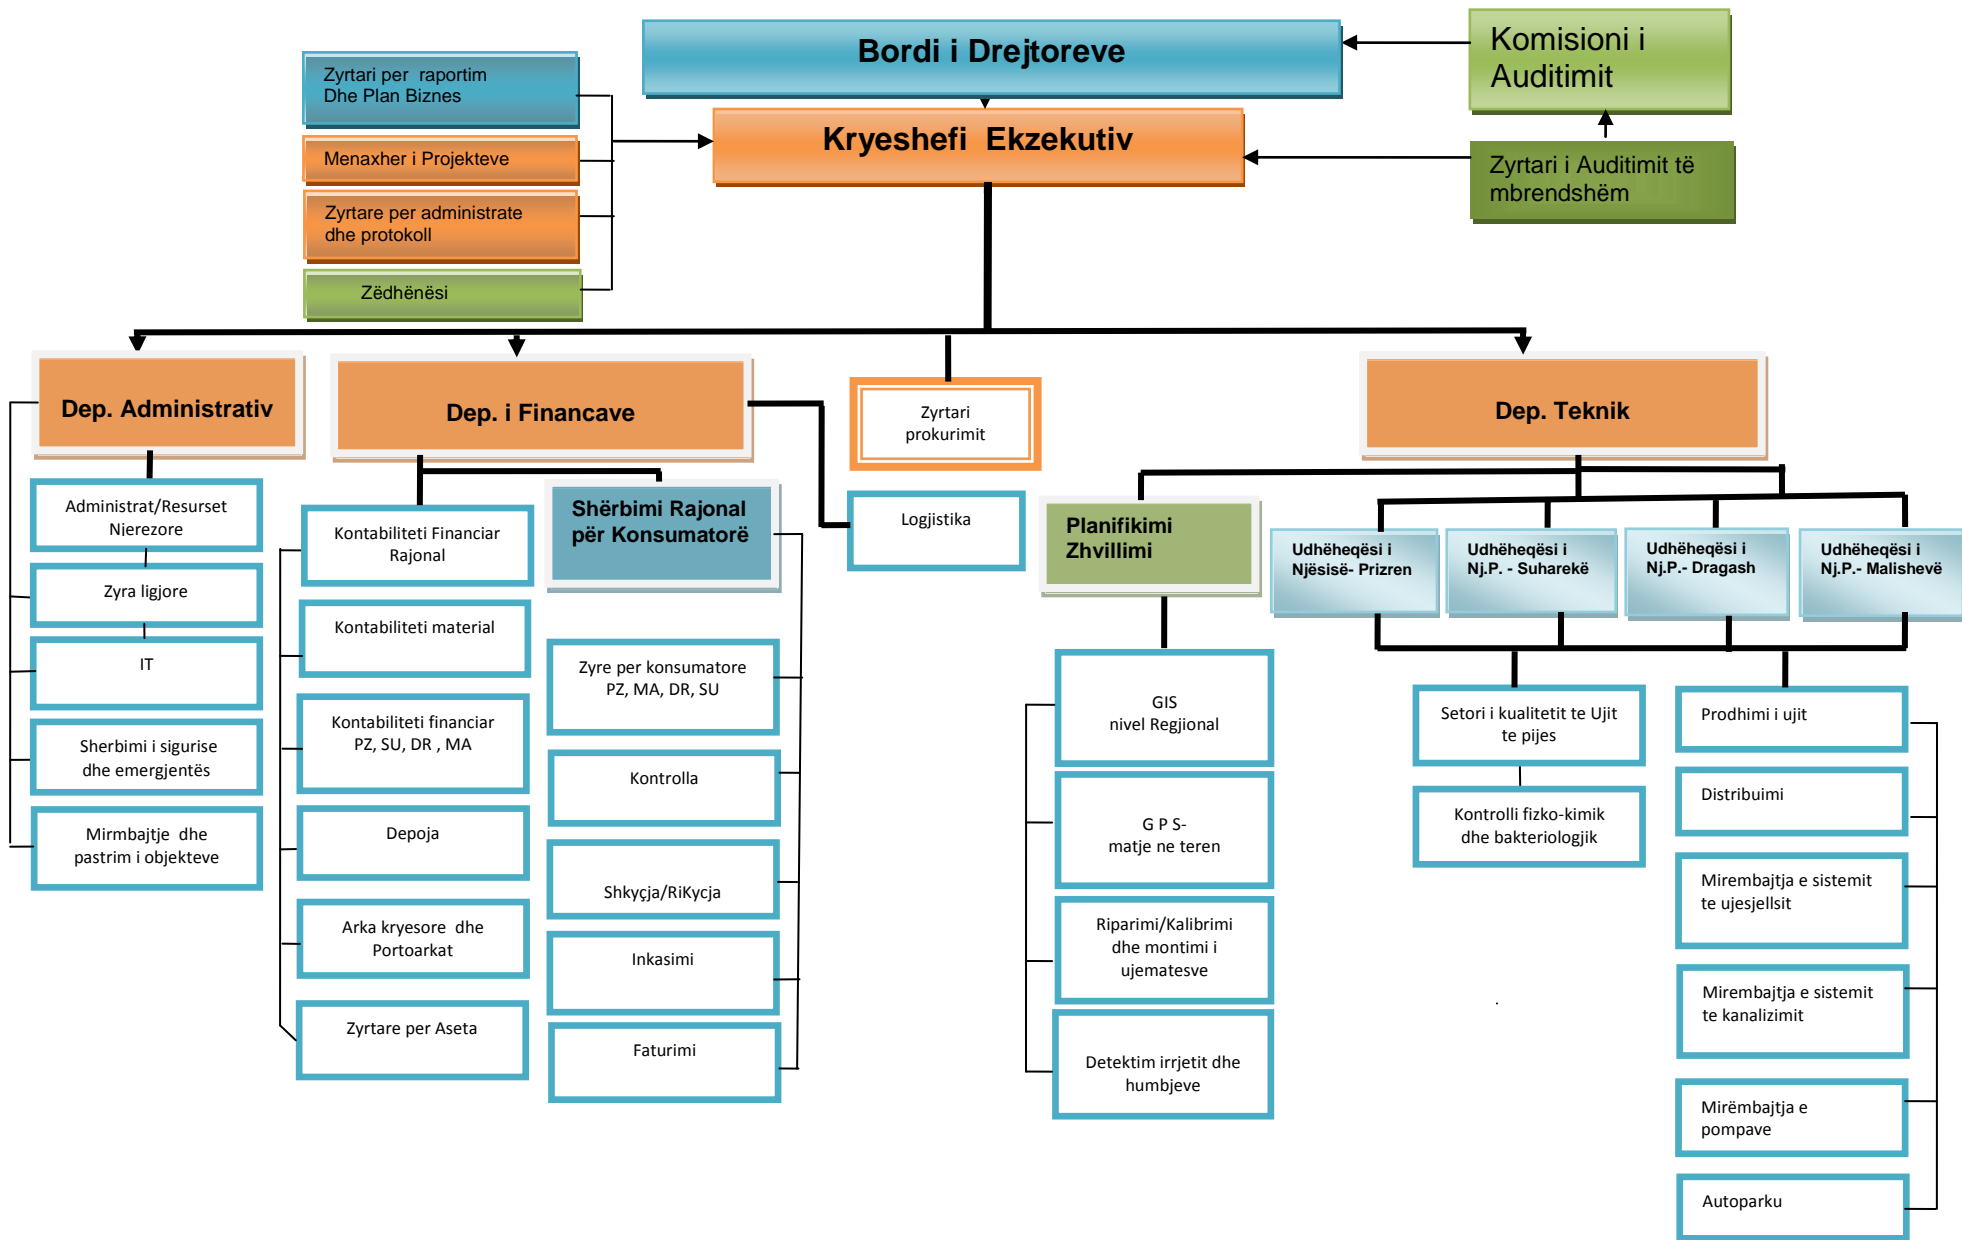 Bordi i Drejtoreve
Komisioni i
Auditimit
Zyrtari per raportim
Dhe Plan Biznes
Kryeshefi Ekzekutiv
Menaxher i Projekteve
Zyrtari i Auditimit të
mbrendshëm
Zyrtare per administrate
dhe protokoll
Zëdhënësi
Dep. Administrativ
Dep. i Financave
Zyrtari
prokurimit
Dep. Teknik
Administrat/Resurset
Nierezore
Zyra ligjore
IT
Sherbimi i sigurise
dhe emergjentës
Mirmbajtje dhe
pastrim i objekteve
Kontabiliteti Financiar
Rajonal
Kontabiliteti material
Kontabiliteti financiar
PZ, SU, DR , MA
Depoja
Arka kryesore dhe
Portoarkat
Zyrtare per Aseta
Shërbimi Rajonal
për Konsumatorë
Zyre per konsumatore
PZ, MA, DR, SU
Kontrolla
Shkyçja/RiKycja
Inkasimi
Faturimi
Logjistika
Planifikimi
Zhvillimi
GIS
nivel Regjional
G P S-
matje ne teren
Riparimi/Kalibrimi
dhe montimi i
ujematesve
Detektim irrjetit dhe
humbjeve
Udhëheqësi i
Njësisë- Prizren
Udhëheqësi i
Nj.P. - Suharekë
Udhëheqësi i
Nj.P.- Dragash
Udhëheqësi i
Nj.P.- Malishevë
Setori i kualitetit te Ujit
te pijes
Kontrolli fizko-kimik
dhe bakteriologjik
Prodhimi i ujit
Distribuimi
Mirembajtja e sistemit
te ujesjellsit
Mirembajtja e sistemit
te kanalizimit
Mirëmbajtja e
pompave
Autoparku